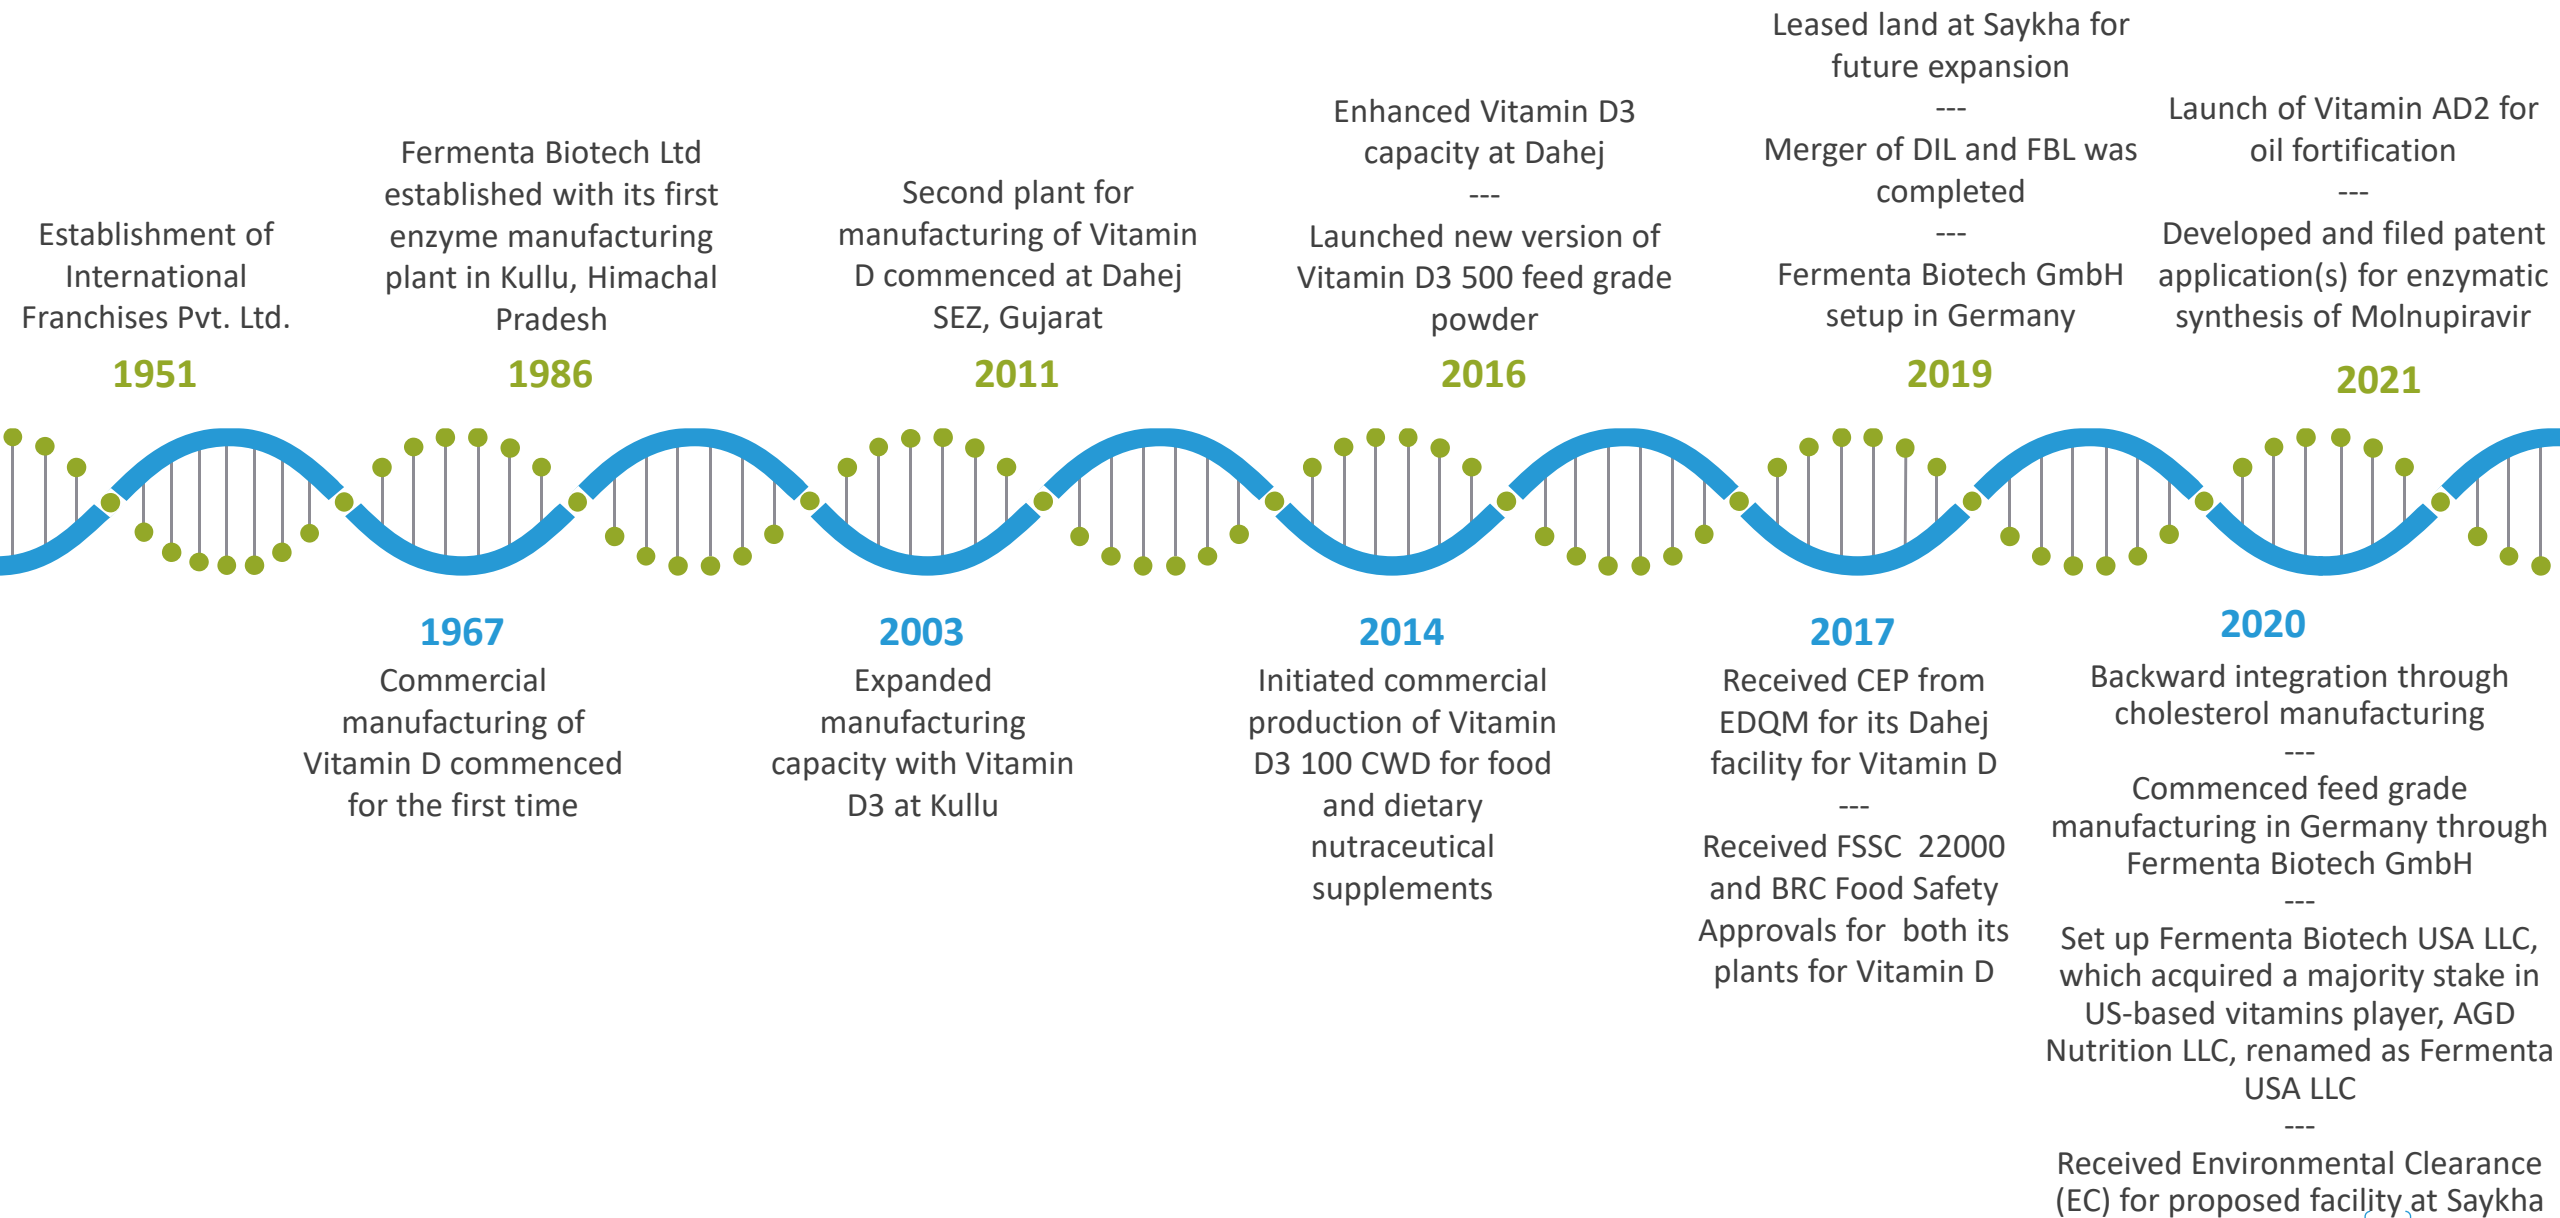 Establishment of
International
Franchises Pvt. Ltd.
1951
Fermenta Biotech Ltd
established with its first
enzyme manufacturing
plant in Kullu, Himachal
Pradesh
1986
Second plant for
manufacturing of Vitamin
D commenced at Dahej
SEZ, Gujarat
2011
Enhanced Vitamin D3
capacity at Dahej
---
Launched new version of
Vitamin D3 500 feed grade
powder
2016
Leased land at Saykha for
future expansion
---
Merger of DIL and FBL was
completed
---
Fermenta Biotech GmbH
setup in Germany
2019
Launch of Vitamin AD2 for
oil fortification
---
Developed and filed patent
application(s) for enzymatic
synthesis of Molnupiravir
2021
1967
Commercial
manufacturing of
Vitamin D commenced
for the first time
2003
Expanded
manufacturing
capacity with Vitamin
D3 at Kullu
2014
Initiated commercial
production of Vitamin
D3 100 CWD for food
and dietary
nutraceutical
supplements
2017
Received CEP from
EDQM for its Dahej
facility for Vitamin D
---
Received FSSC 22000
and BRC Food Safety
Approvals for both its
plants for Vitamin D
2020
Backward integration through
cholesterol manufacturing
---
Commenced feed grade
manufacturing in Germany through
Fermenta Biotech GmbH
---
Set up Fermenta Biotech USA LLC,
which acquired a majority stake in
US-based vitamins player, AGD
Nutrition LLC, renamed as Fermenta
USA LLC
---
Received Environmental Clearance
(EC) for proposed facility at Saykha